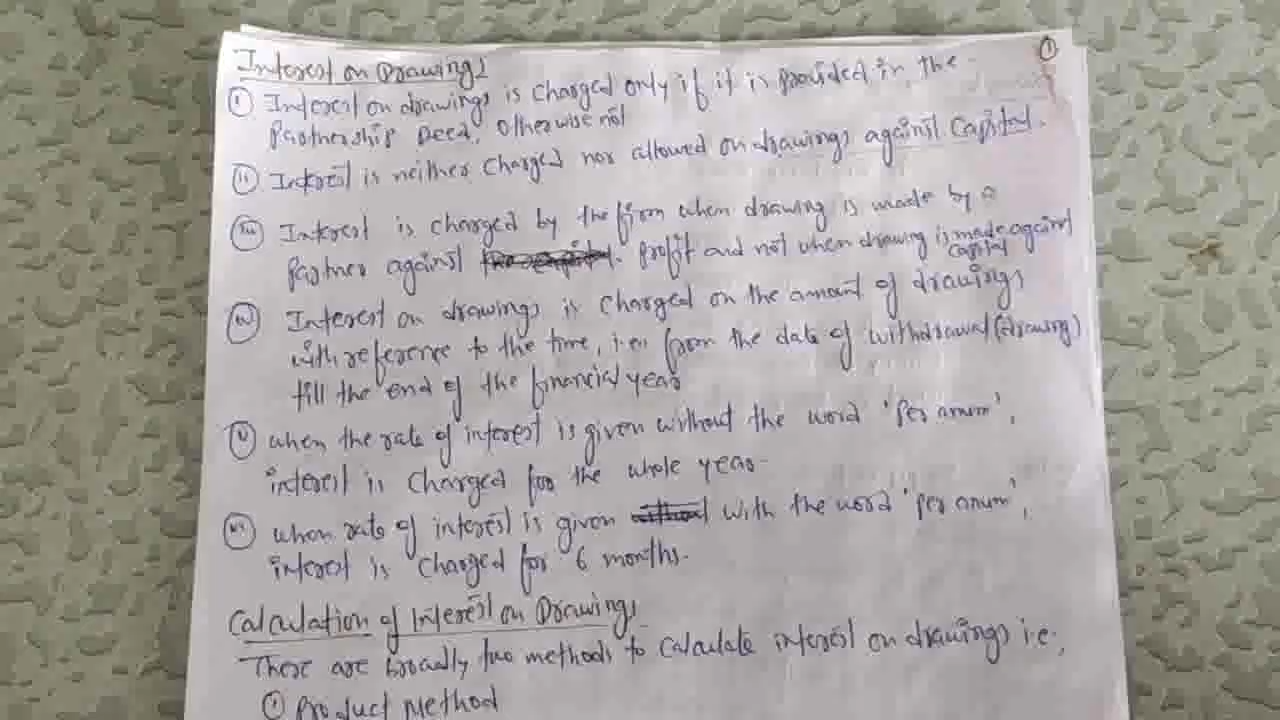 Interest on Drawings
①
① Interest on drawings is charged only if it is provided in the
Partnership Deed, otherwise not
(ii) Interest is neither charged nor allowed on drawings against Capital.
(iii) Interest is charged by the firm when drawing is made by a
Partner against Profit and not when drawing is made against
capital
(iv) Interest on drawings is charged on the amount of drawings
with reference to the time, i.e. from the date of withdrawal (drawing)
till the end of the financial year
(v) when the rate of interest is given without the word 'Per anum',
interest is charged for the whole year.
(vi) when rate of interest is given with the word 'per anum',
interest is charged for 6 months.
Calculation of Interest on Drawings
There are broadly two methods to calculate interest on drawings i.e.,
① Product Method